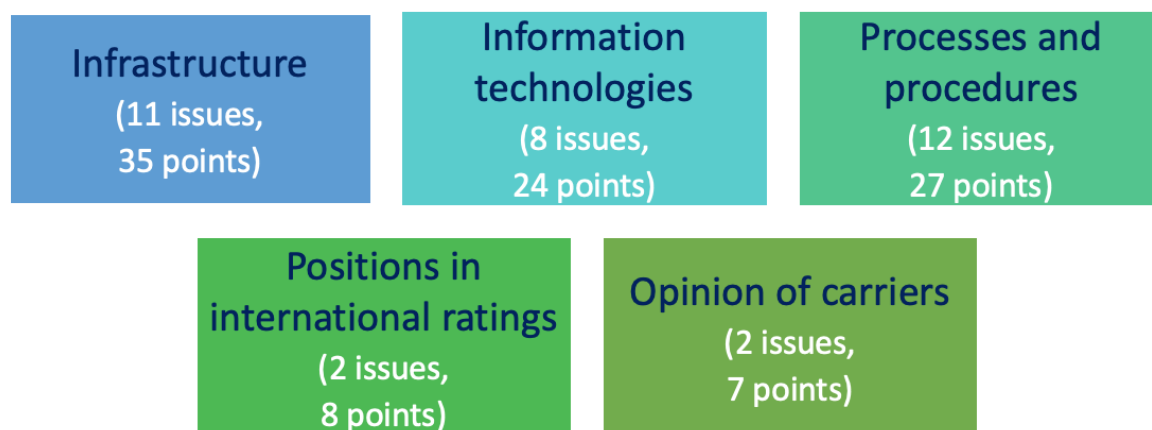 Infrastructure
(11 issues,
35 points)
Information
technologies
(8 issues,
24 points)
Processes and
procedures
(12 issues,
27 points)
Positions in
international ratings
(2 issues,
8 points)
Opinion of carriers
(2 issues,
7 points)